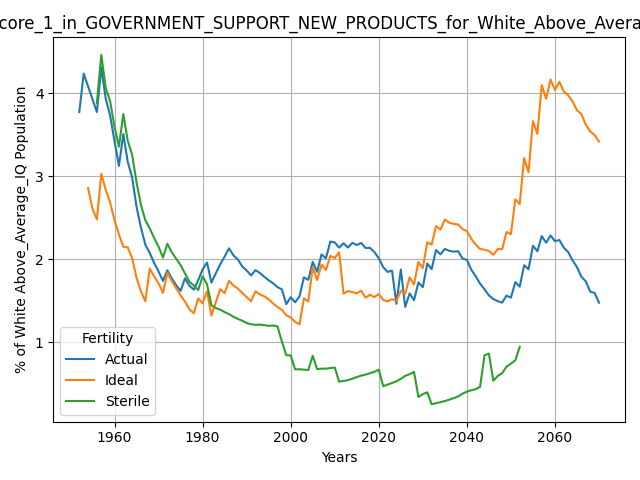 core_1_in_GOVERNMENT_SUPPORT_NEW_PRODUCTS_for_White_Above_Avera
% of White Above_Average_IQ Population
4
3
2
1
Fertility
Actual
Ideal
Sterile
1960 1980 2000 2020 2040 2060
Years